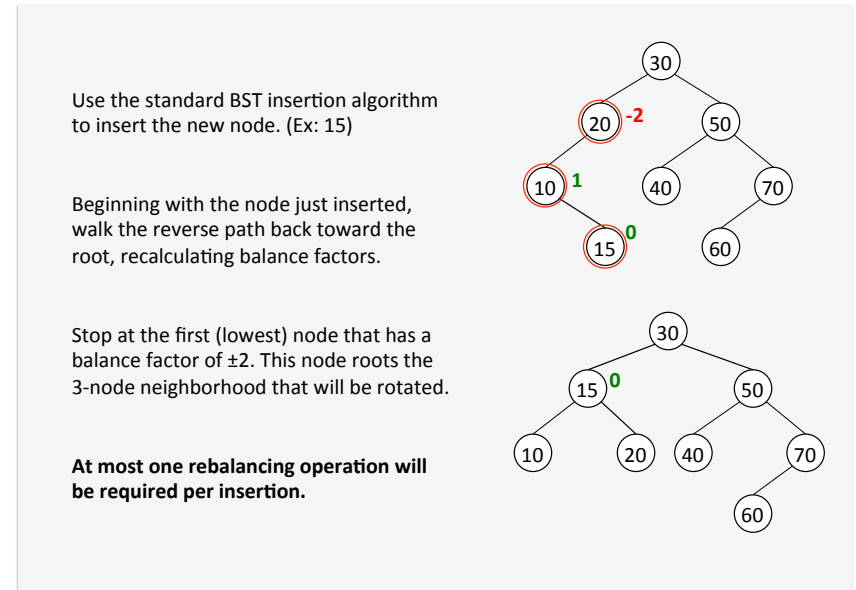 Use the standard BST insertion algorithm
to insert the new node. (Ex: 15)
Beginning with the node just inserted,
walk the reverse path back toward the
root, recalculating balance factors.
Stop at the first (lowest) node that has a
balance factor of ±2. This node roots the
3-node neighborhood that will be rotated.
At most one rebalancing operation will
be required per insertion.
30
20 -2 50
10 1 40 70
15 0 60
30
15 0 50
10 20 40 70
60